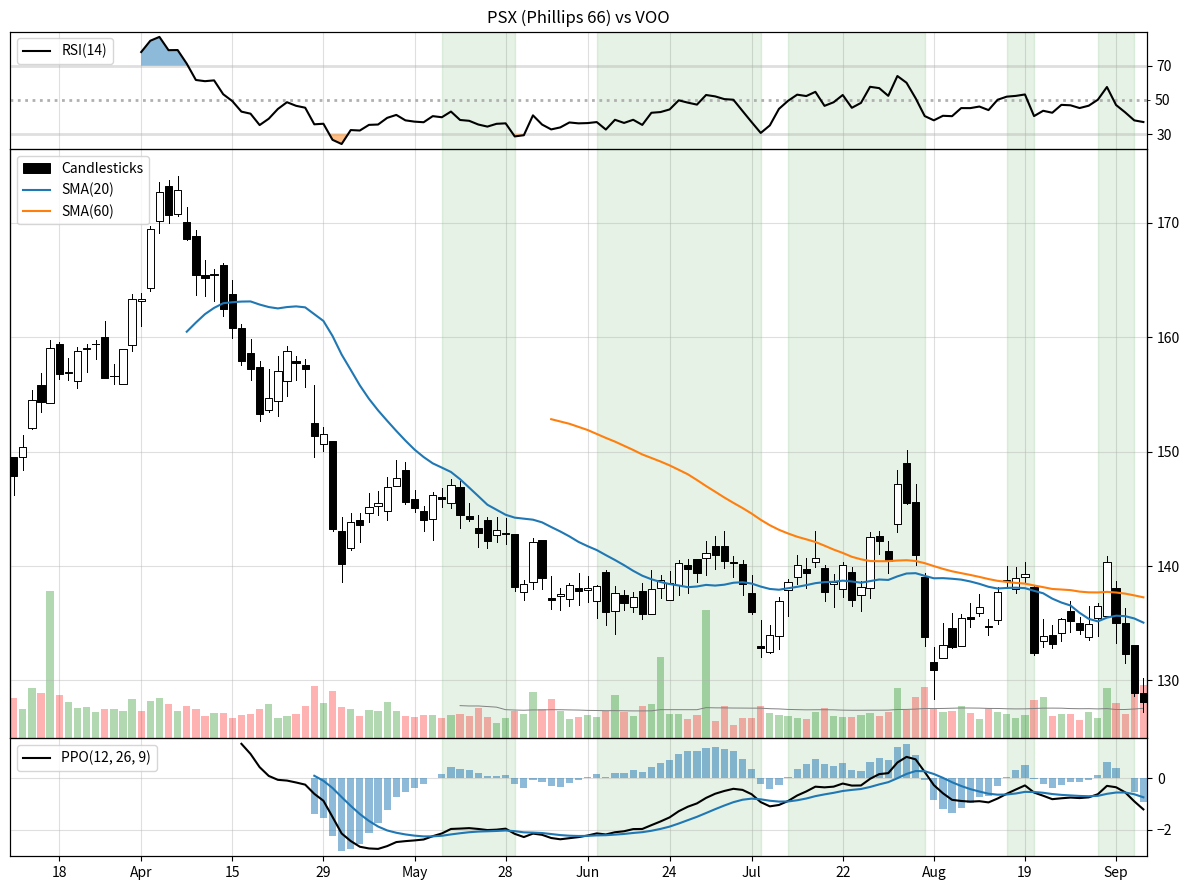 PSX (Phillips 66) vs VOO
RSI(14)
70
50
30
Candlesticks
SMA(20)
SMA(60)
170
160
150
140
130
PPO(12, 26, 9)
0
−2
18 Apr 15 29 May 28 Jun 24 Jul 22 Aug 19 Sep